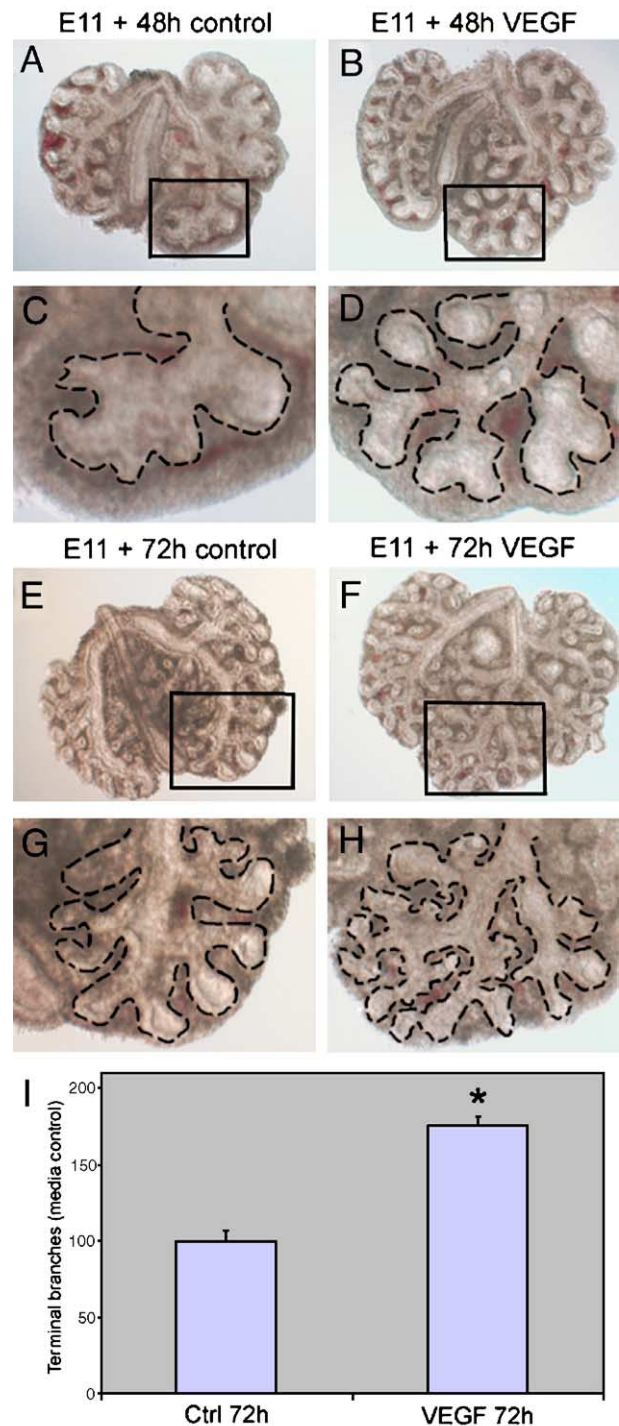 E11 + 48h control
E11 + 48h VEGF
A
B
C
D
E11 + 72h control
E11 + 72h VEGF
E
F
G
H
I
Terminal branches (media control)
200
150
100
50
0
*
Ctrl 72h
VEGF 72h